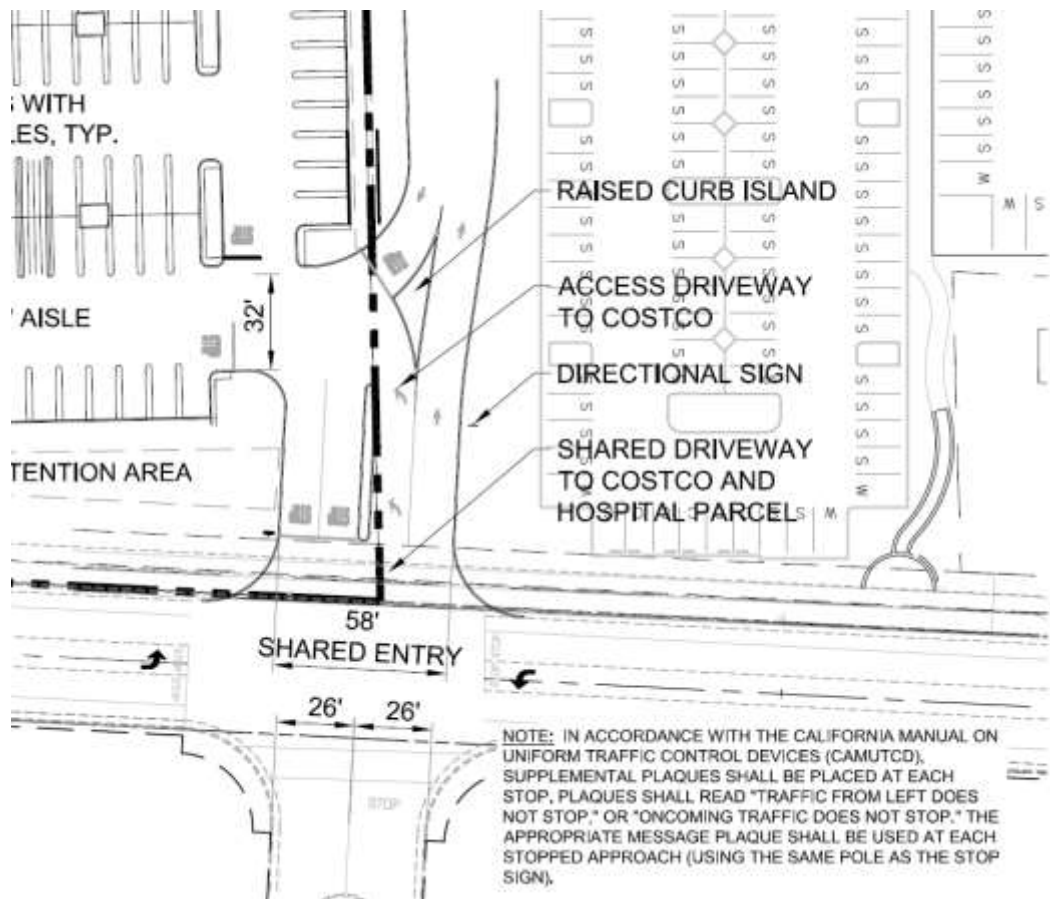 S WITH
LES, TYP.
RAISED CURB ISLAND
ACCESS DRIVEWAY
TO COSTCO
32'
AISLE
DIRECTIONAL SIGN
SHARED DRIVEWAY
TO COSTCO AND
HOSPITAL PARCEL
TENTION AREA
58'
SHARED ENTRY
26' 26'
STOP
NOTE: IN ACCORDANCE WITH THE CALIFORNIA MANUAL ON
UNIFORM TRAFFIC CONTROL DEVICES (CAMUTCD),
SUPPLEMENTAL PLAQUES SHALL BE PLACED AT EACH
STOP, PLAQUES SHALL READ "TRAFFIC FROM LEFT DOES
NOT STOP," OR "ONCOMING TRAFFIC DOES NOT STOP." THE
APPROPRIATE MESSAGE PLAQUE SHALL BE USED AT EACH
STOPPED APPROACH (USING THE SAME POLE AS THE STOP
SIGN).